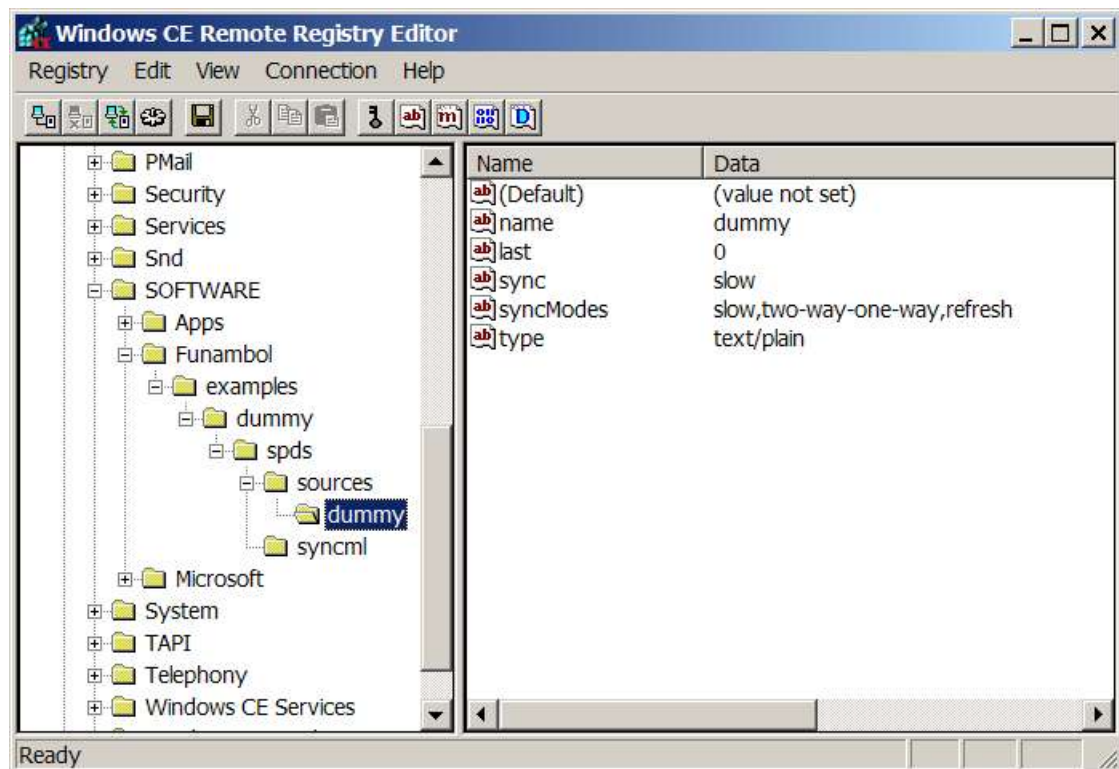 Windows CE Remote Registry Editor
Registry Edit View Connection Help
PMail
Security
Services
Snd
SOFTWARE
Apps
Funambol
examples
dummy
spds
sources
dummy
syncml
Microsoft
System
TAPI
Telephony
Windows CE Services
Name Data
(Default) (value not set)
name dummy
last 0
sync slow
syncModes slow,two-way-one-way,refresh
type text/plain
Ready